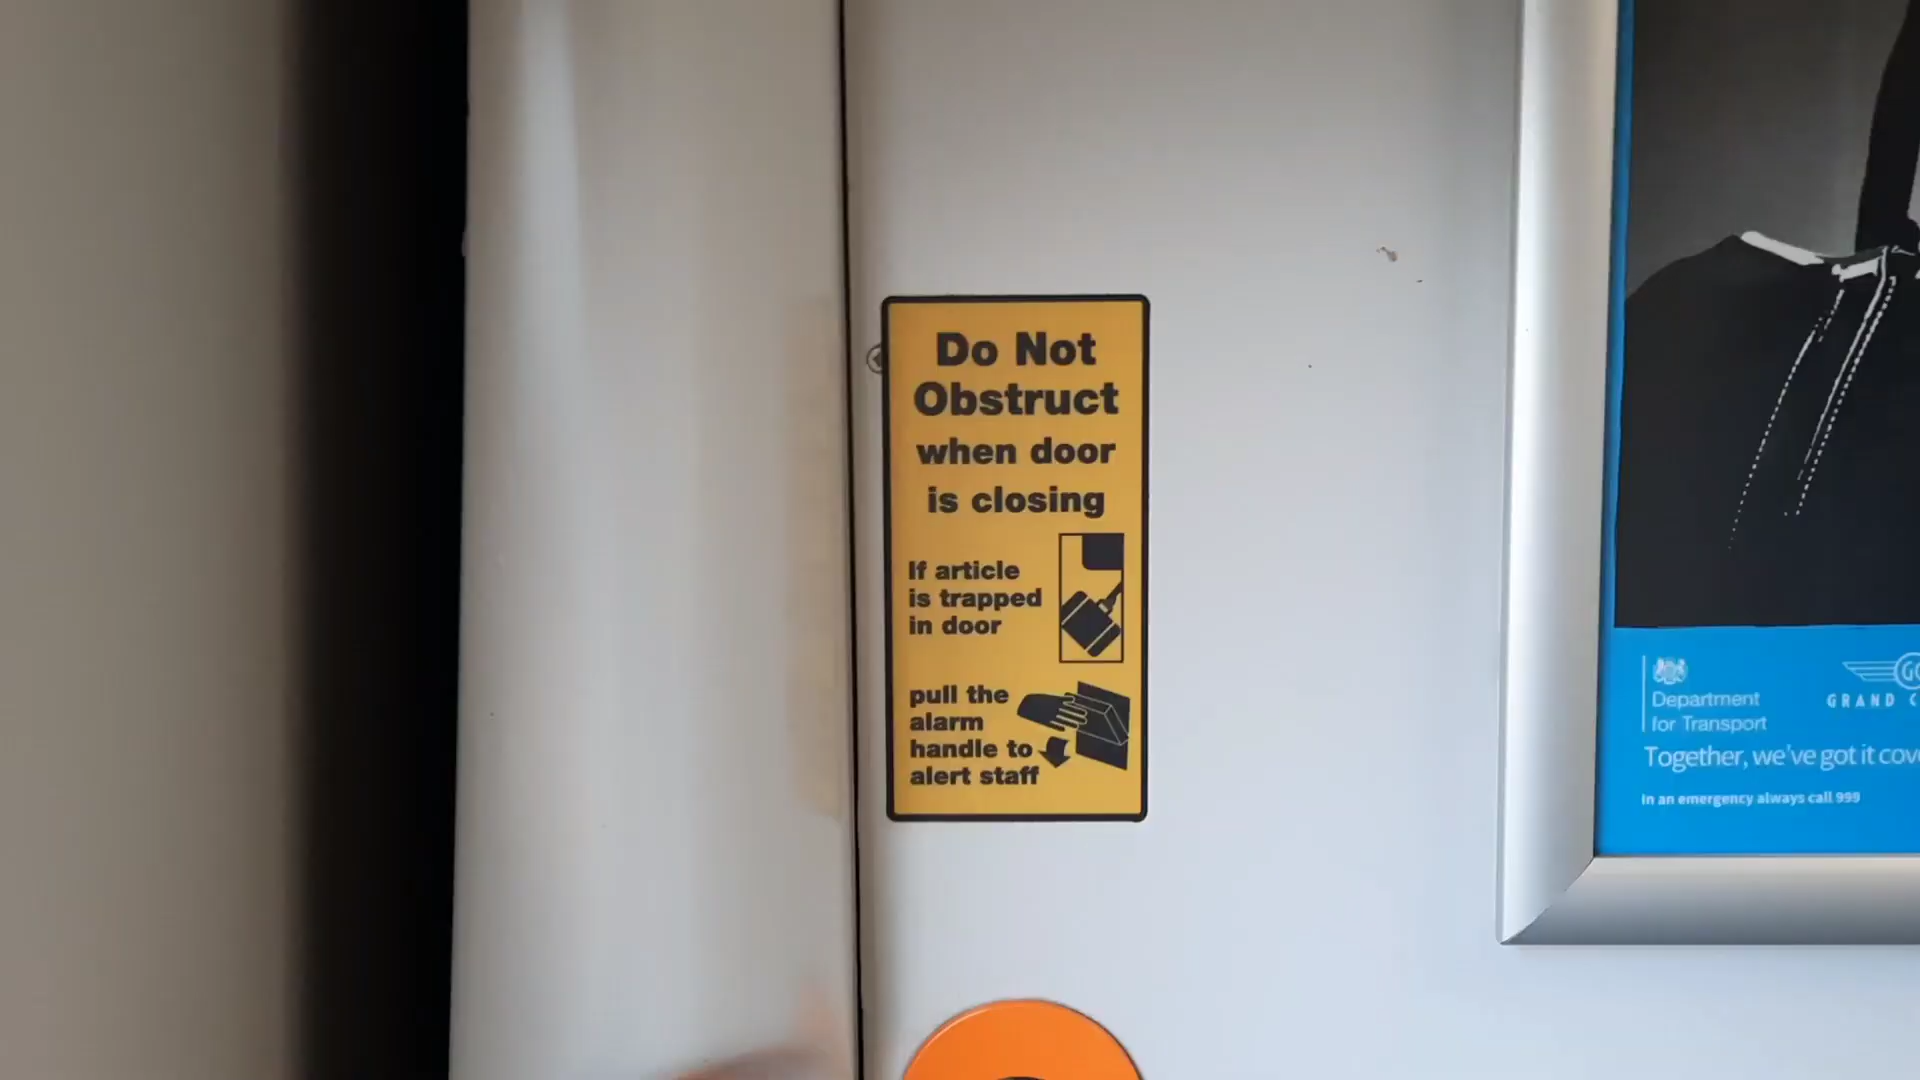 Do Not
Obstruct
when door
is closing
If article
is trapped
in door
pull the
alarm
handle to
alert staff
Department
for Transport
GRAND
Together, we've got it
In an emergency always call 999